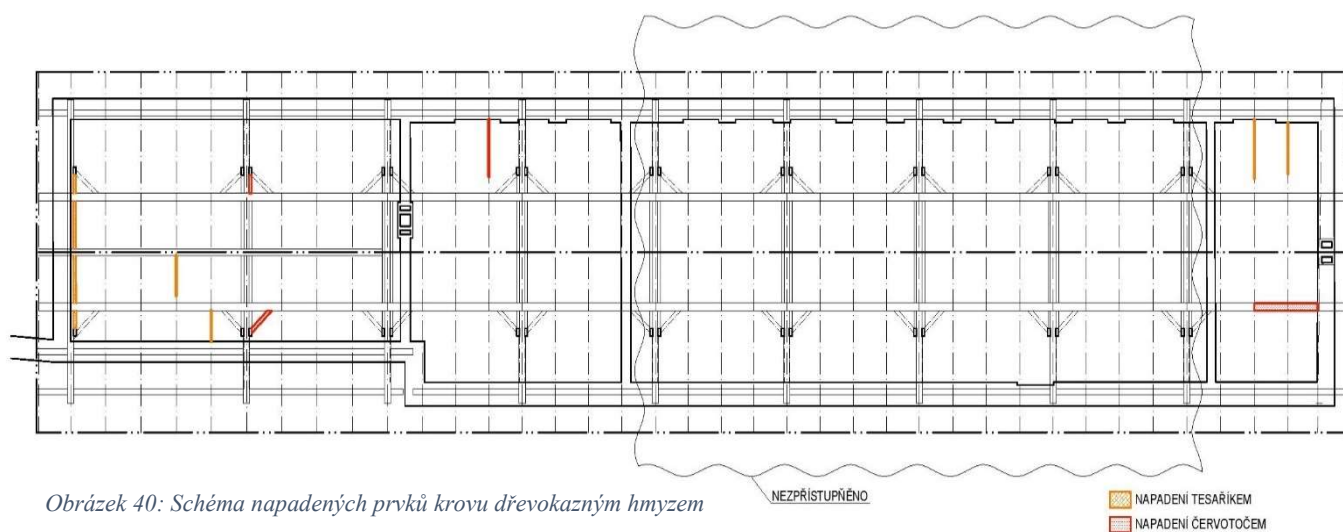 NEZPŘÍSTUPNĚNO
Obrázek 40: Schéma napadených prvků krovu dřevokazným hmyzem
NAPADENÍ TESAŘÍKEM
NAPADENÍ ČERVOTOČEM